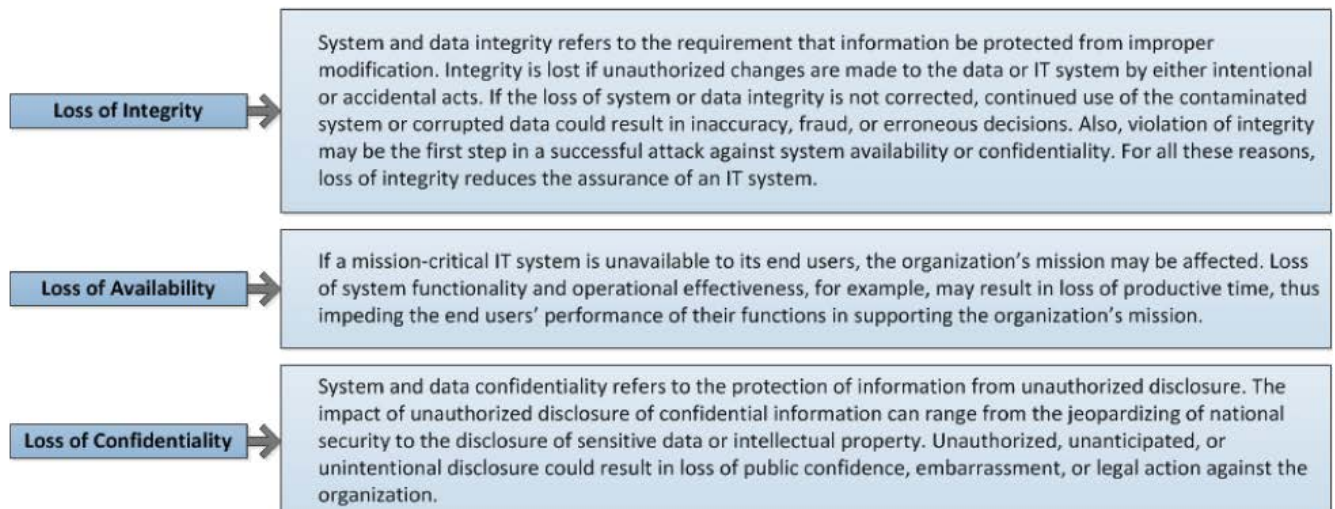 System and data integrity refers to the requirement that information be protected from improper
modification. Integrity is lost if unauthorized changes are made to the data or IT system by either intentional
Loss of Integrity
or accidental acts. If the loss of system or data integrity is not corrected, continued use of the contaminated
system or corrupted data could result in inaccuracy, fraud, or erroneous decisions. Also, violation of integrity
may be the first step in a successful attack against system availability or confidentiality. For all these reasons,
loss of integrity reduces the assurance of an IT system.
Loss of Availability
If a mission-critical IT system is unavailable to its end users, the organization's mission may be affected. Loss
of system functionality and operational effectiveness, for example, may result in loss of productive time, thus
impeding the end users' performance of their functions in supporting the organization's mission.
Loss of Confidentiality
System and data confidentiality refers to the protection of information from unauthorized disclosure. The
impact of unauthorized disclosure of confidential information can range from the jeopardizing of national
security to the disclosure of sensitive data or intellectual property. Unauthorized, unanticipated, or
unintentional disclosure could result in loss of public confidence, embarrassment, or legal action against the
organization.